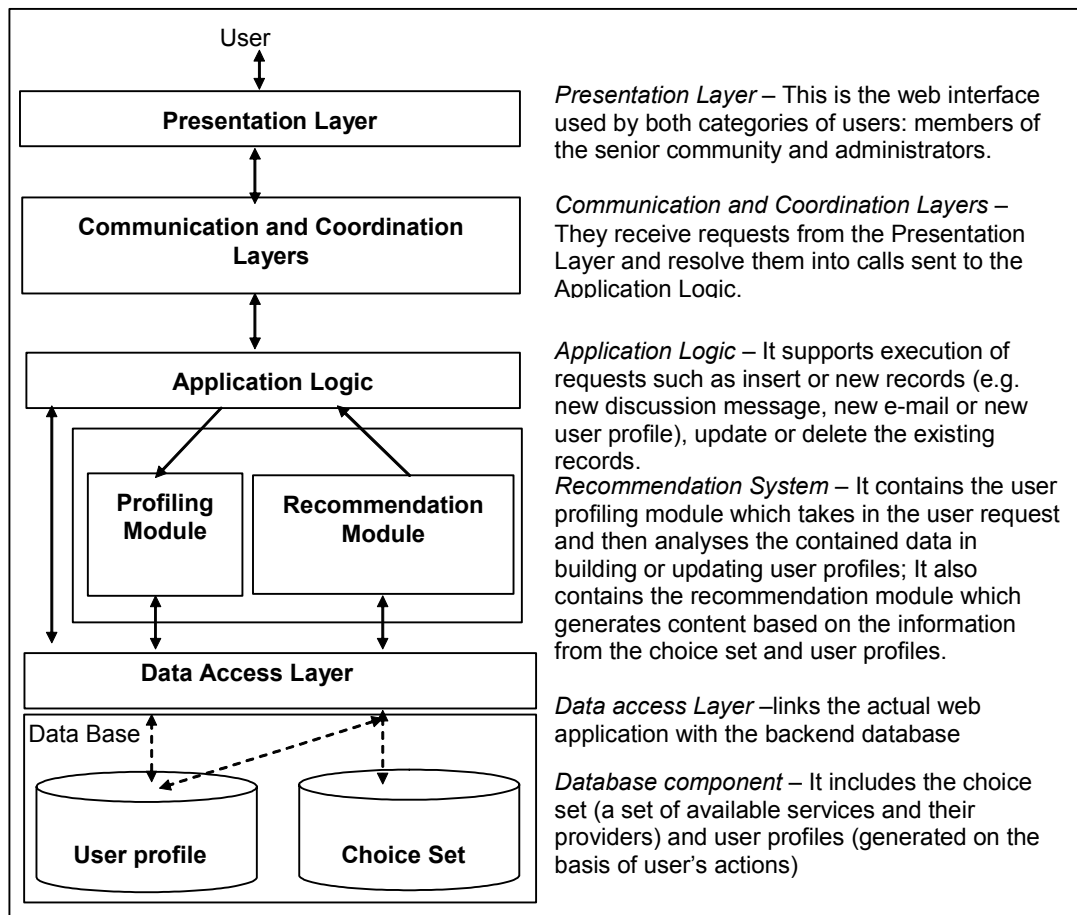 User
Presentation Layer
Communication and Coordination
Layers
Application Logic
Profiling
Module
Recommendation
Module
Data Access Layer
Data Base
User profile
Choice Set
Presentation Layer – This is the web interface
used by both categories of users: members of
the senior community and administrators.
Communication and Coordination Layers –
They receive requests from the Presentation
Layer and resolve them into calls sent to the
Application Logic.
Application Logic – It supports execution of
requests such as insert or new records (e.g.
new discussion message, new e-mail or new
user profile), update or delete the existing
records.
Recommendation System – It contains the user
profiling module which takes in the user request
and then analyses the contained data in
building or updating user profiles; It also
contains the recommendation module which
generates content based on the information
from the choice set and user profiles.
Data access Layer –links the actual web
application with the backend database
Database component – It includes the choice
set (a set of available services and their
providers) and user profiles (generated on the
basis of user’s actions)